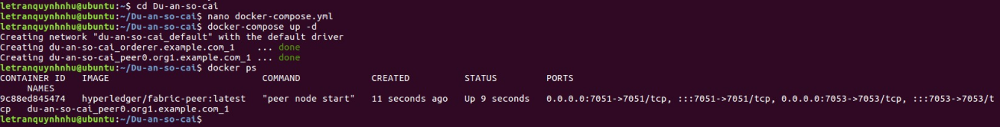 letranquynhnhu@ubuntu:~$ cd Du-an-so-cai
letranquynhnhu@ubuntu:~/Du-an-so-cai$ nano docker-compose.yml
letranquynhnhu@ubuntu:~/Du-an-so-cai$ docker-compose up -d
Creating network "du-an-so-cai_default" with the default driver
Creating du-an-so-cai_orderer.example.com_1    ... done
Creating du-an-so-cai_peer0.org1.example.com_1 ... done
letranquynhnhu@ubuntu:~/Du-an-so-cai$ docker ps
CONTAINER ID   IMAGE                           COMMAND             CREATED          STATUS         PORTS
     NAMES
9c88ed845474   hyperledger/fabric-peer:latest   "peer node start"   11 seconds ago   Up 9 seconds   0.0.0.0:7051->7051/tcp, :::7051->7051/tcp, 0.0.0.0:7053->7053/tcp, :::7053->7053/t
cp   du-an-so-cai_peer0.org1.example.com_1
letranquynhnhu@ubuntu:~/Du-an-so-cai$